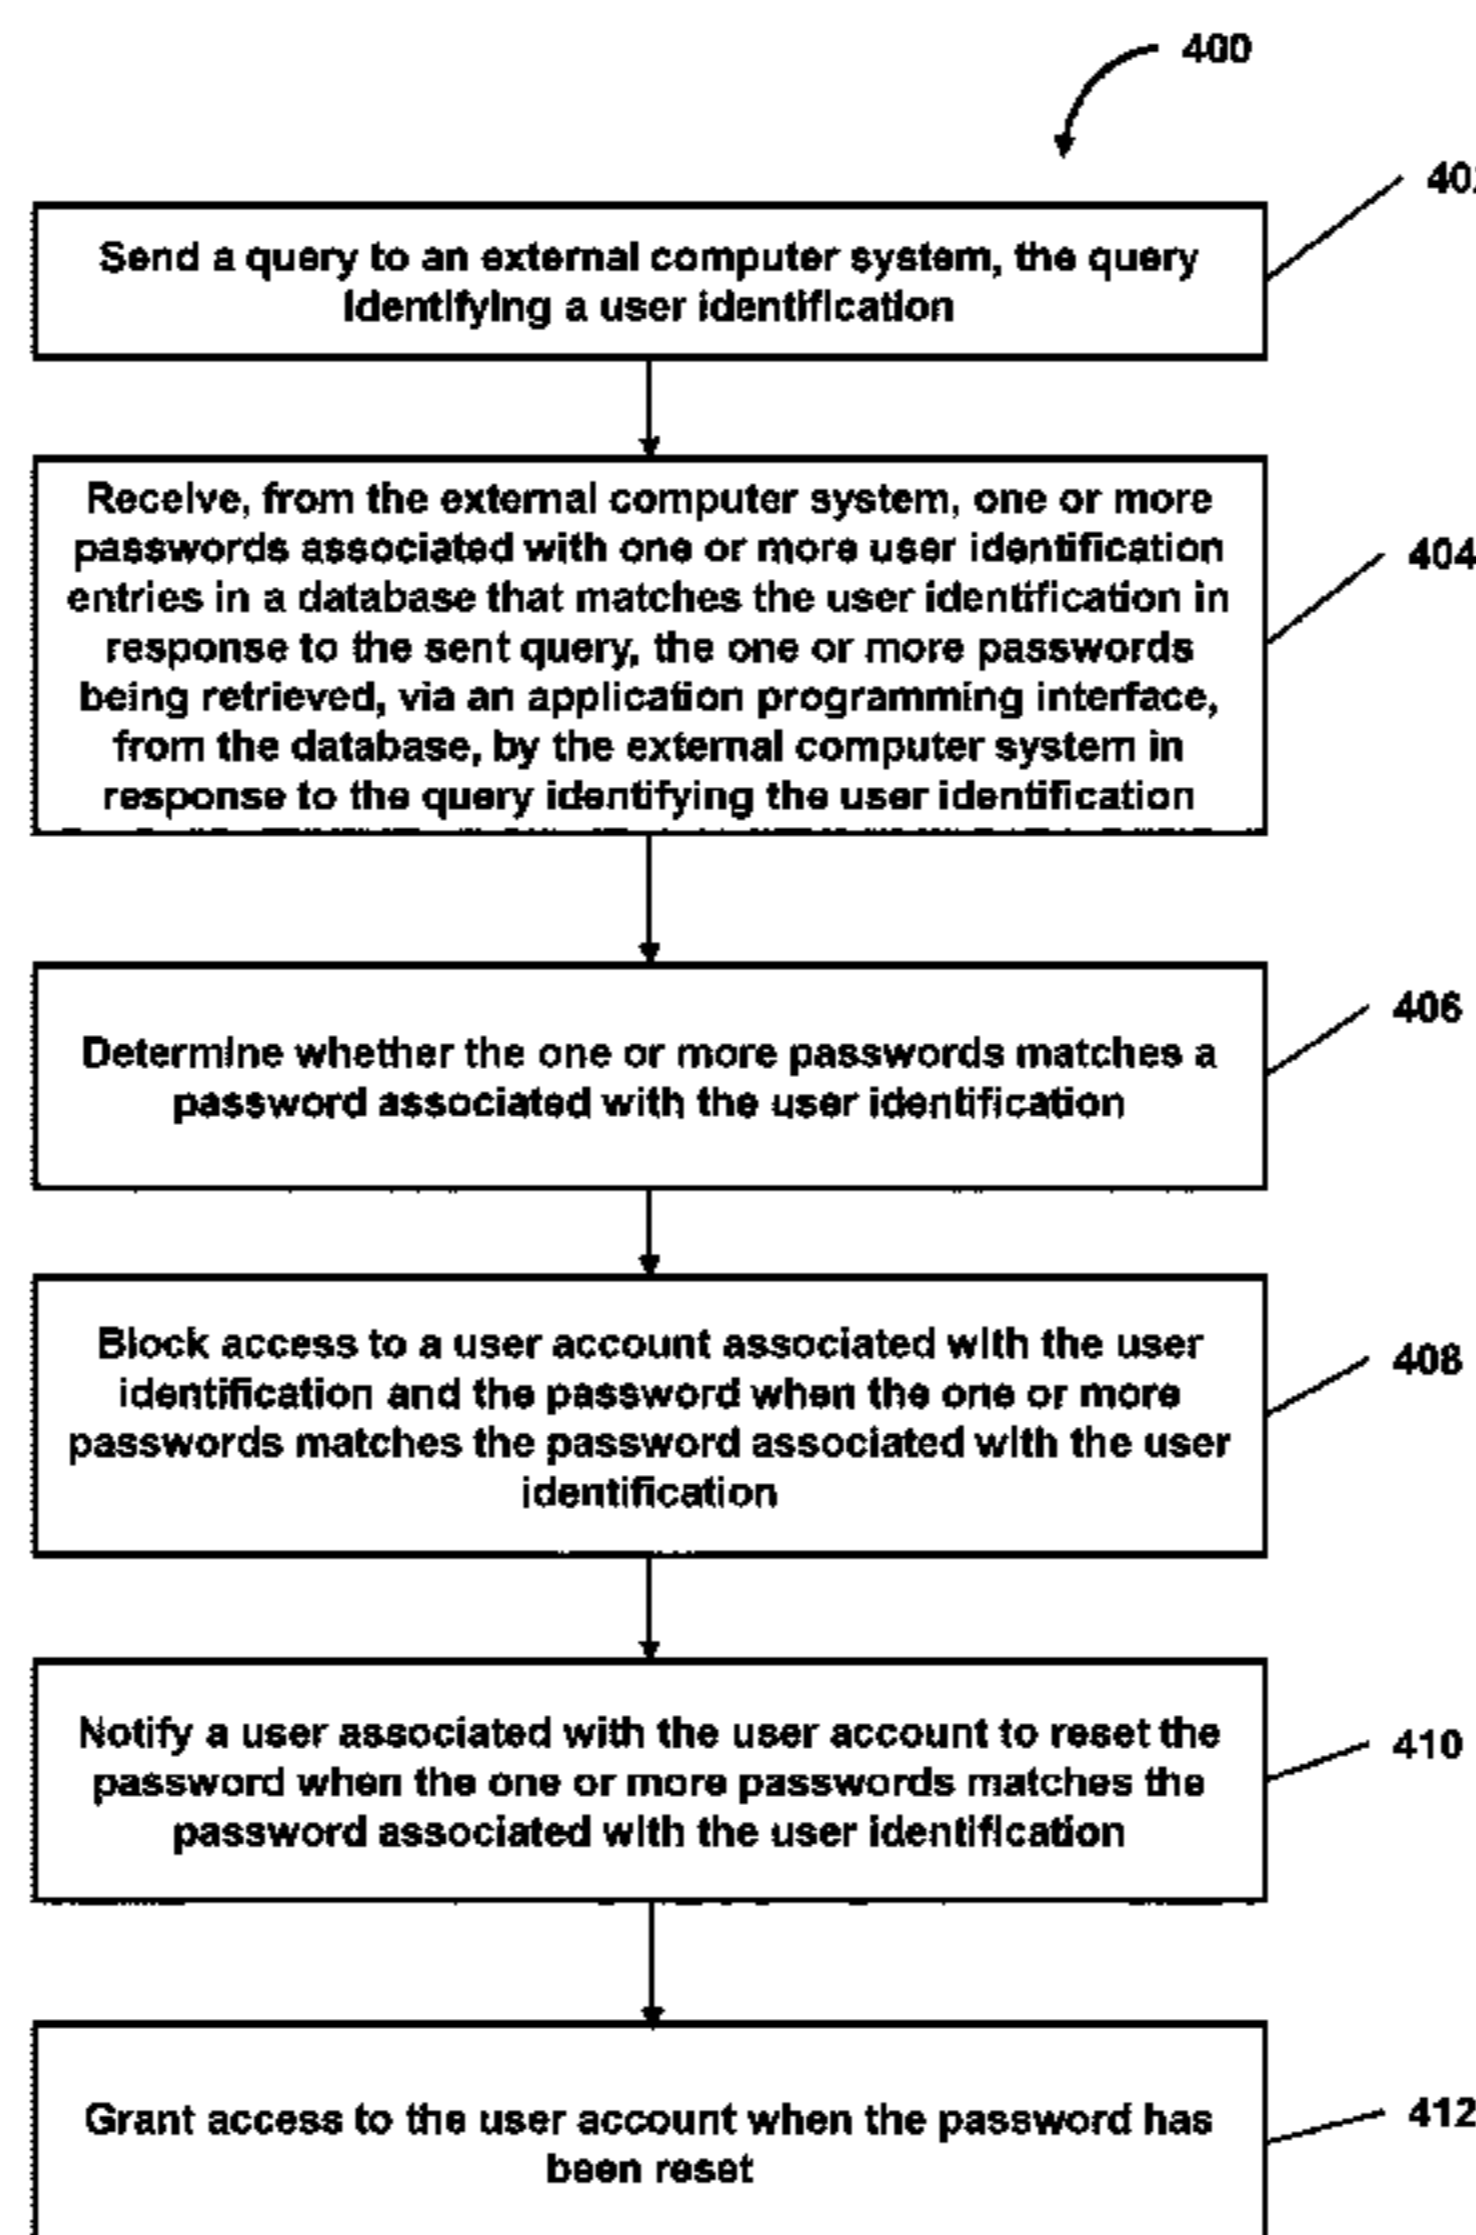 400
Send a query to an external computer system, the query
identifying a user identification
Receive, from the external computer system, one or more
passwords associated with one or more user identification
entries in a database that matches the user identification in
response to the sent query, the one or more passwords
being retrieved, via an application programming interface,
from the database, by the external computer system in
response to the query identifying the user identification
404
Determine whether the one or more passwords matches a
password associated with the user identification
406
Block access to a user account associated with the user
identification and the password when the one or more
passwords matches the password associated with the user
identification
408
Notify a user associated with the user account to reset the
password when the one or more passwords matches the
password associated with the user identification
410
Grant access to the user account when the password has
been reset
412